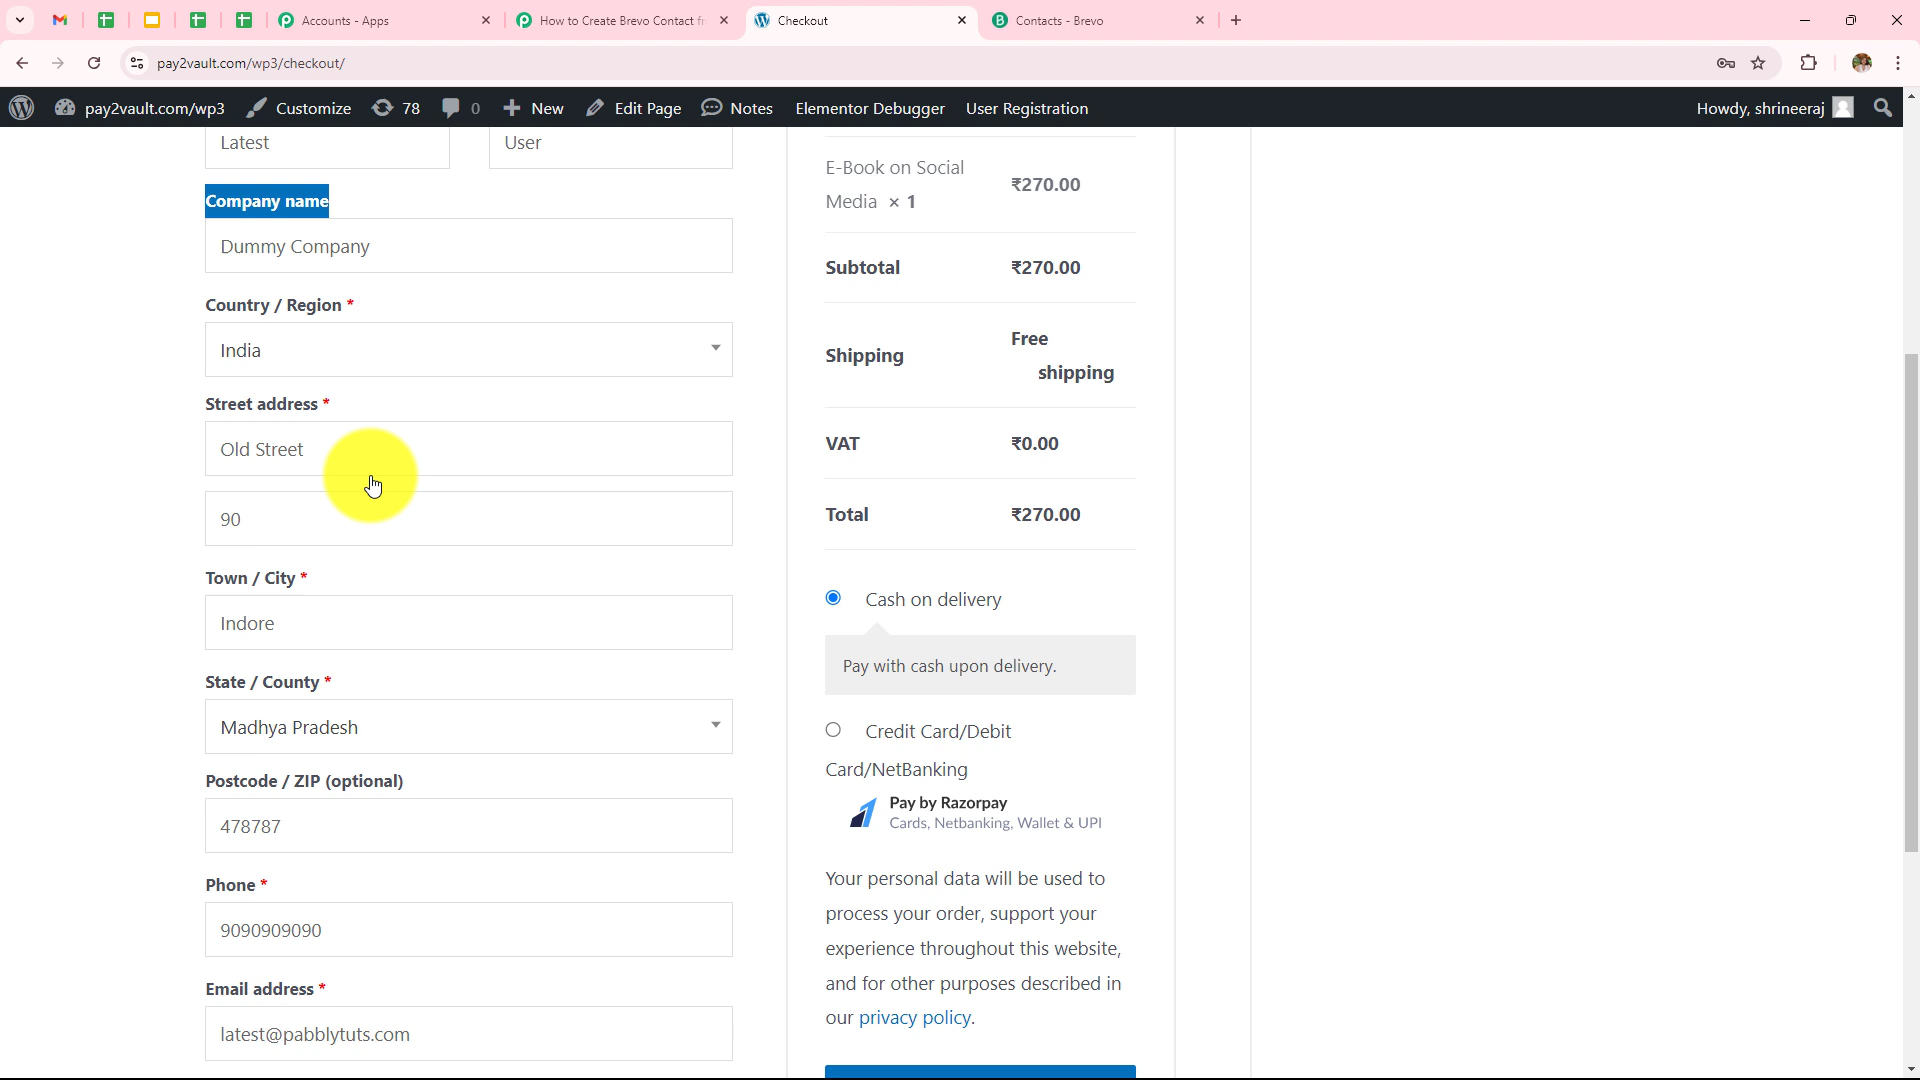 Accounts - Apps
How to Create Brevo Contact fr
Checkout
Contacts - Brevo
pay2vault.com/wp3/checkout/
pay2vault.com/wp3
Customize
78
0
New
Edit Page
Notes
Elementor Debugger
User Registration
Howdy, shrineeraj
Latest
User
Company name
Dummy Company
Country / Region *
India
Street address *
Old Street
90
Town / City *
Indore
State / County *
Madhya Pradesh
Postcode / ZIP (optional)
478787
Phone *
9090909090
Email address *
latest@pabblytuts.com
E-Book on Social
Media × 1
₹270.00
Subtotal
₹270.00
Shipping
Free
shipping
VAT
₹0.00
Total
₹270.00
Cash on delivery
Pay with cash upon delivery.
Credit Card/Debit
Card/NetBanking
Pay by Razorpay
Cards, Netbanking, Wallet & UPI
Your personal data will be used to
process your order, support your
experience throughout this website,
and for other purposes described in
our privacy policy.